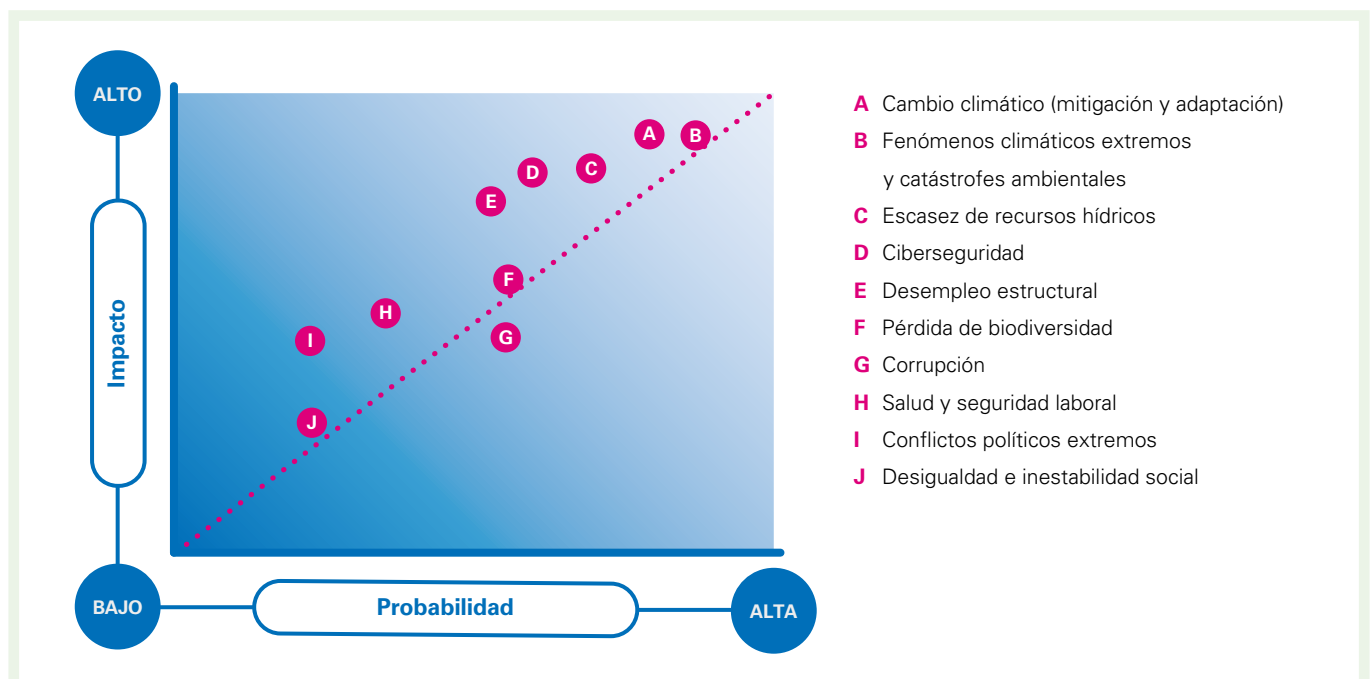 ALTO
Impacto
BAJO
Probabilidad
ALTA
A
B
C
D
E
F
G
H
I
J
A Cambio climático (mitigación y adaptación)
B Fenómenos climáticos extremos
y catástrofes ambientales
C Escasez de recursos hídricos
D Ciberseguridad
E Desempleo estructural
F Pérdida de biodiversidad
G Corrupción
H Salud y seguridad laboral
I Conflictos políticos extremos
J Desigualdad e inestabilidad social